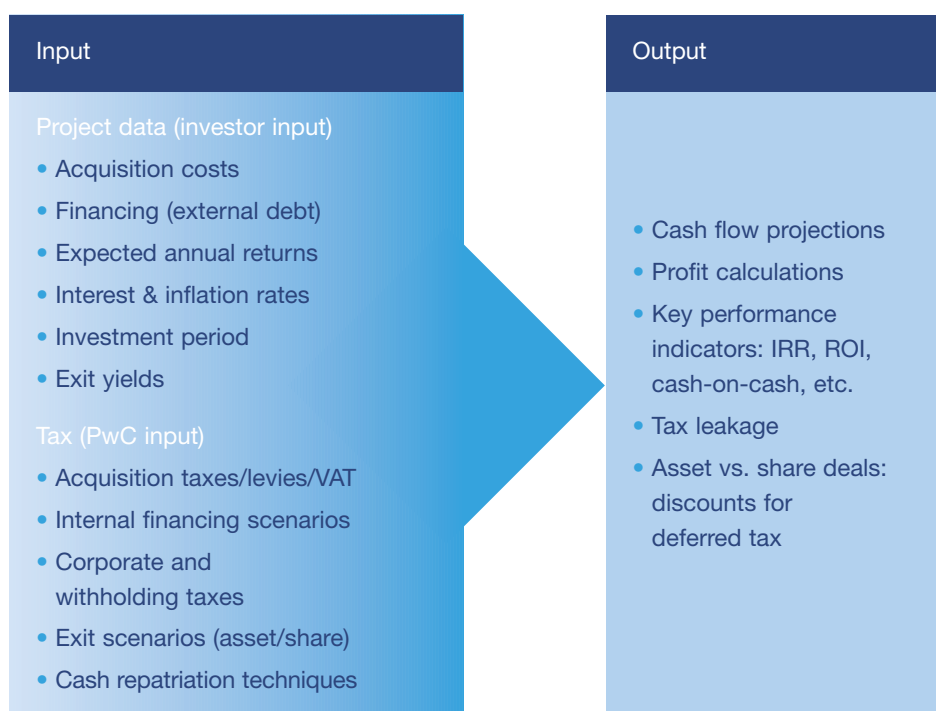 Input
Project data (investor input)
• Acquisition costs
• Financing (external debt)
• Expected annual returns
• Interest & inflation rates
• Investment period
• Exit yields
Tax (PwC input)
• Acquisition taxes/levies/VAT
• Internal financing scenarios
• Corporate and
withholding taxes
• Exit scenarios (asset/share)
• Cash repatriation techniques
Output
• Cash flow projections
• Profit calculations
• Key performance
indicators: IRR, ROI,
cash-on-cash, etc.
• Tax leakage
• Asset vs. share deals:
discounts for
deferred tax